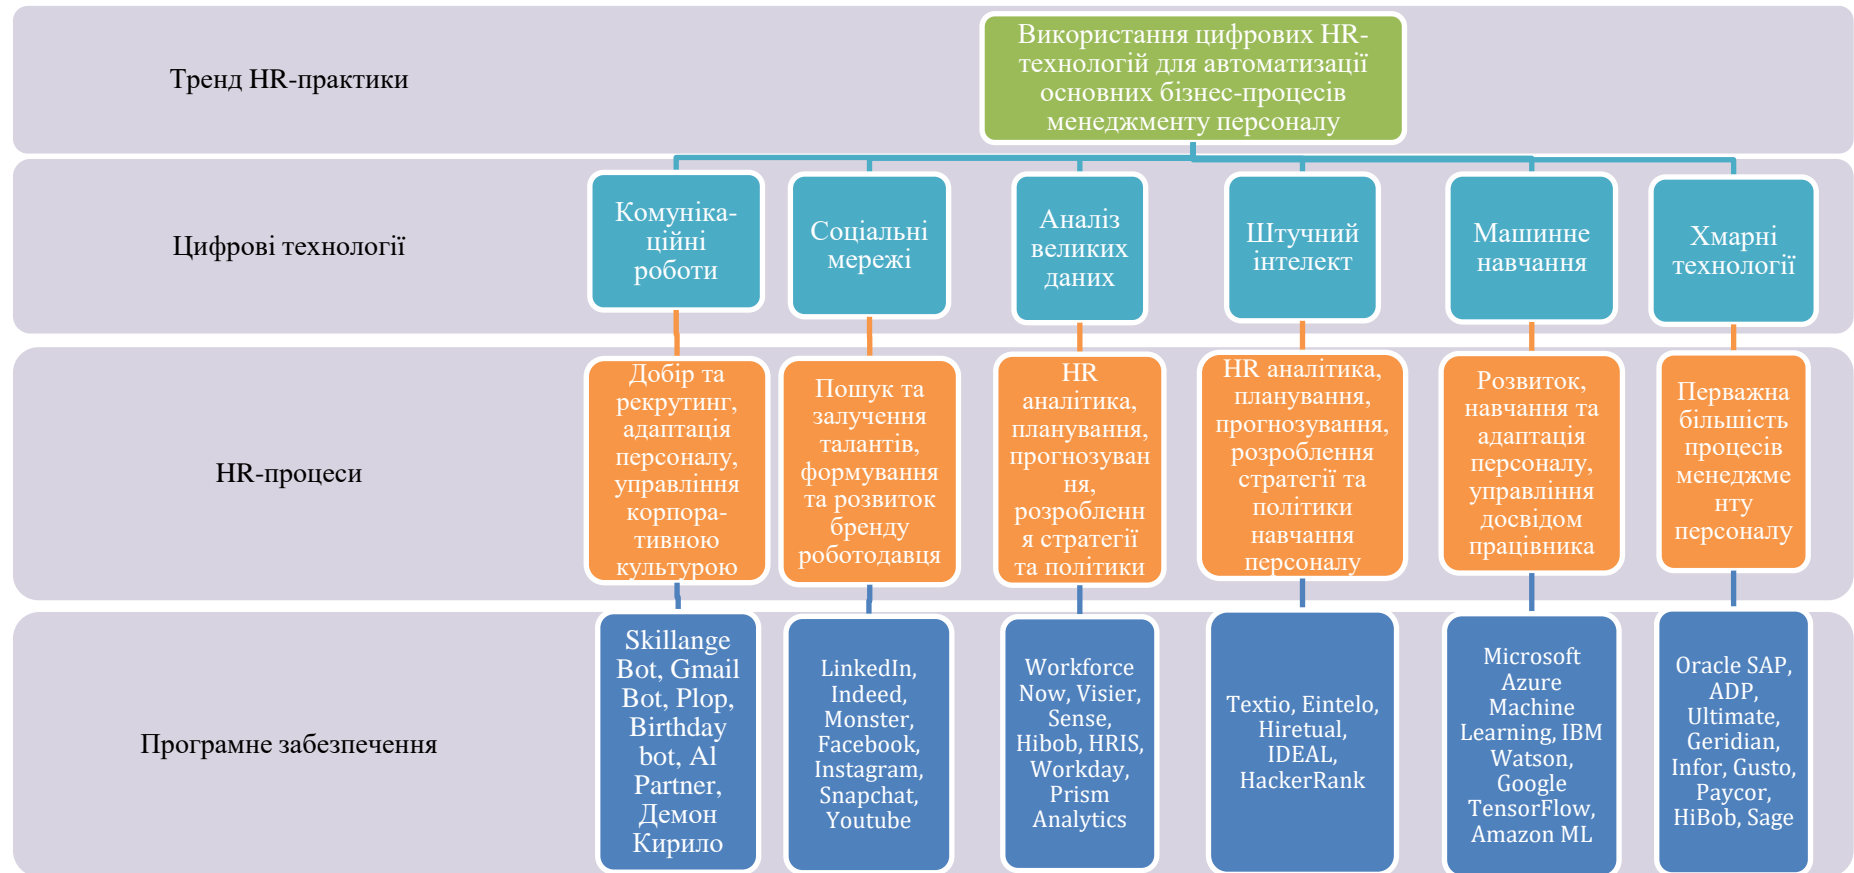 Тренд HR-практики
Використання цифрових HR-
технологій для автоматизації
основних бізнес-процесів
менеджменту персоналу
Цифрові технології
Комуніка-
ційні
роботи
Соціальні
мережі
Аналіз
великих
даних
Штучний
інтелект
Машинне
навчання
Хмарні
технології
HR-процеси
Добір та
рекрутинг,
адаптація
персоналу,
управління
корпора-
тивною
культурою
Пошук та
залучення
талантів,
формування
та розвиток
бренду
роботодавця
HR
аналітика,
планування,
прогнозуван
ня,
розробленн
я стратегії
та політики
HR аналітика,
планування,
прогнозування,
розроблення
стратегії та
політики
навчання
персоналу
Розвиток,
навчання та
адаптація
персоналу,
управління
досвідом
працівника
Перважна
більшість
процесів
менеджме
нту
персоналу
Програмне забезпечення
Skillange
Bot, Gmail
Bot, Plop,
Birthday
bot, Al
Partner,
Демон
Кирило
LinkedIn,
Indeed,
Monster,
Facebook,
Instagram,
Snapchat,
Youtube
Workforce
Now, Visier,
Sense,
Hibob, HRIS,
Workday,
Prism
Analytics
Textio, Eintelo,
Hiretual,
IDEAL,
HackerRank
Microsoft
Azure
Machine
Learning, IBM
Watson,
Google
TensorFlow,
Amazon ML
Oracle SAP,
ADP,
Ultimate,
Geridian,
Infor, Gusto,
Paycor,
HiBob, Sage